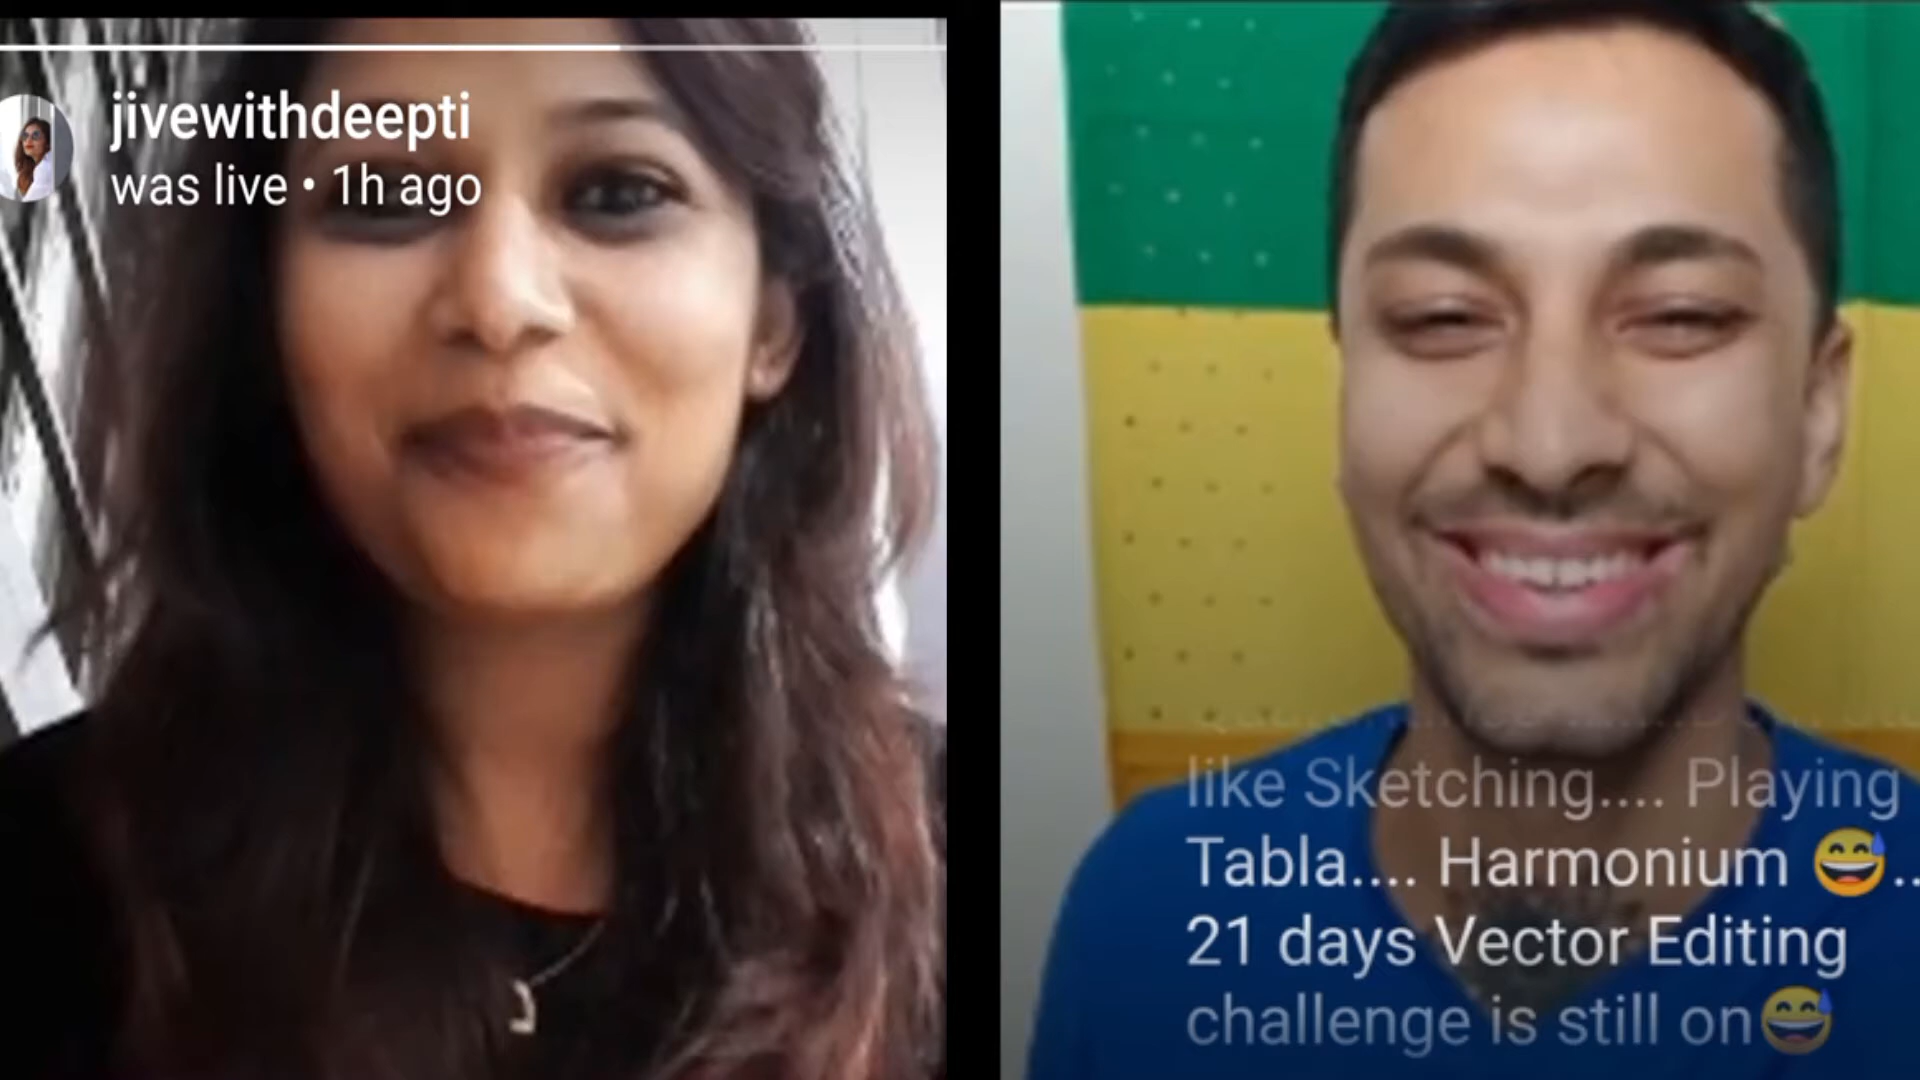 jivewithdeepti
was live • 1h ago
like Sketching.... Playing
Tabla.... Harmonium 😅..
21 days Vector Editing
challenge is still on😅